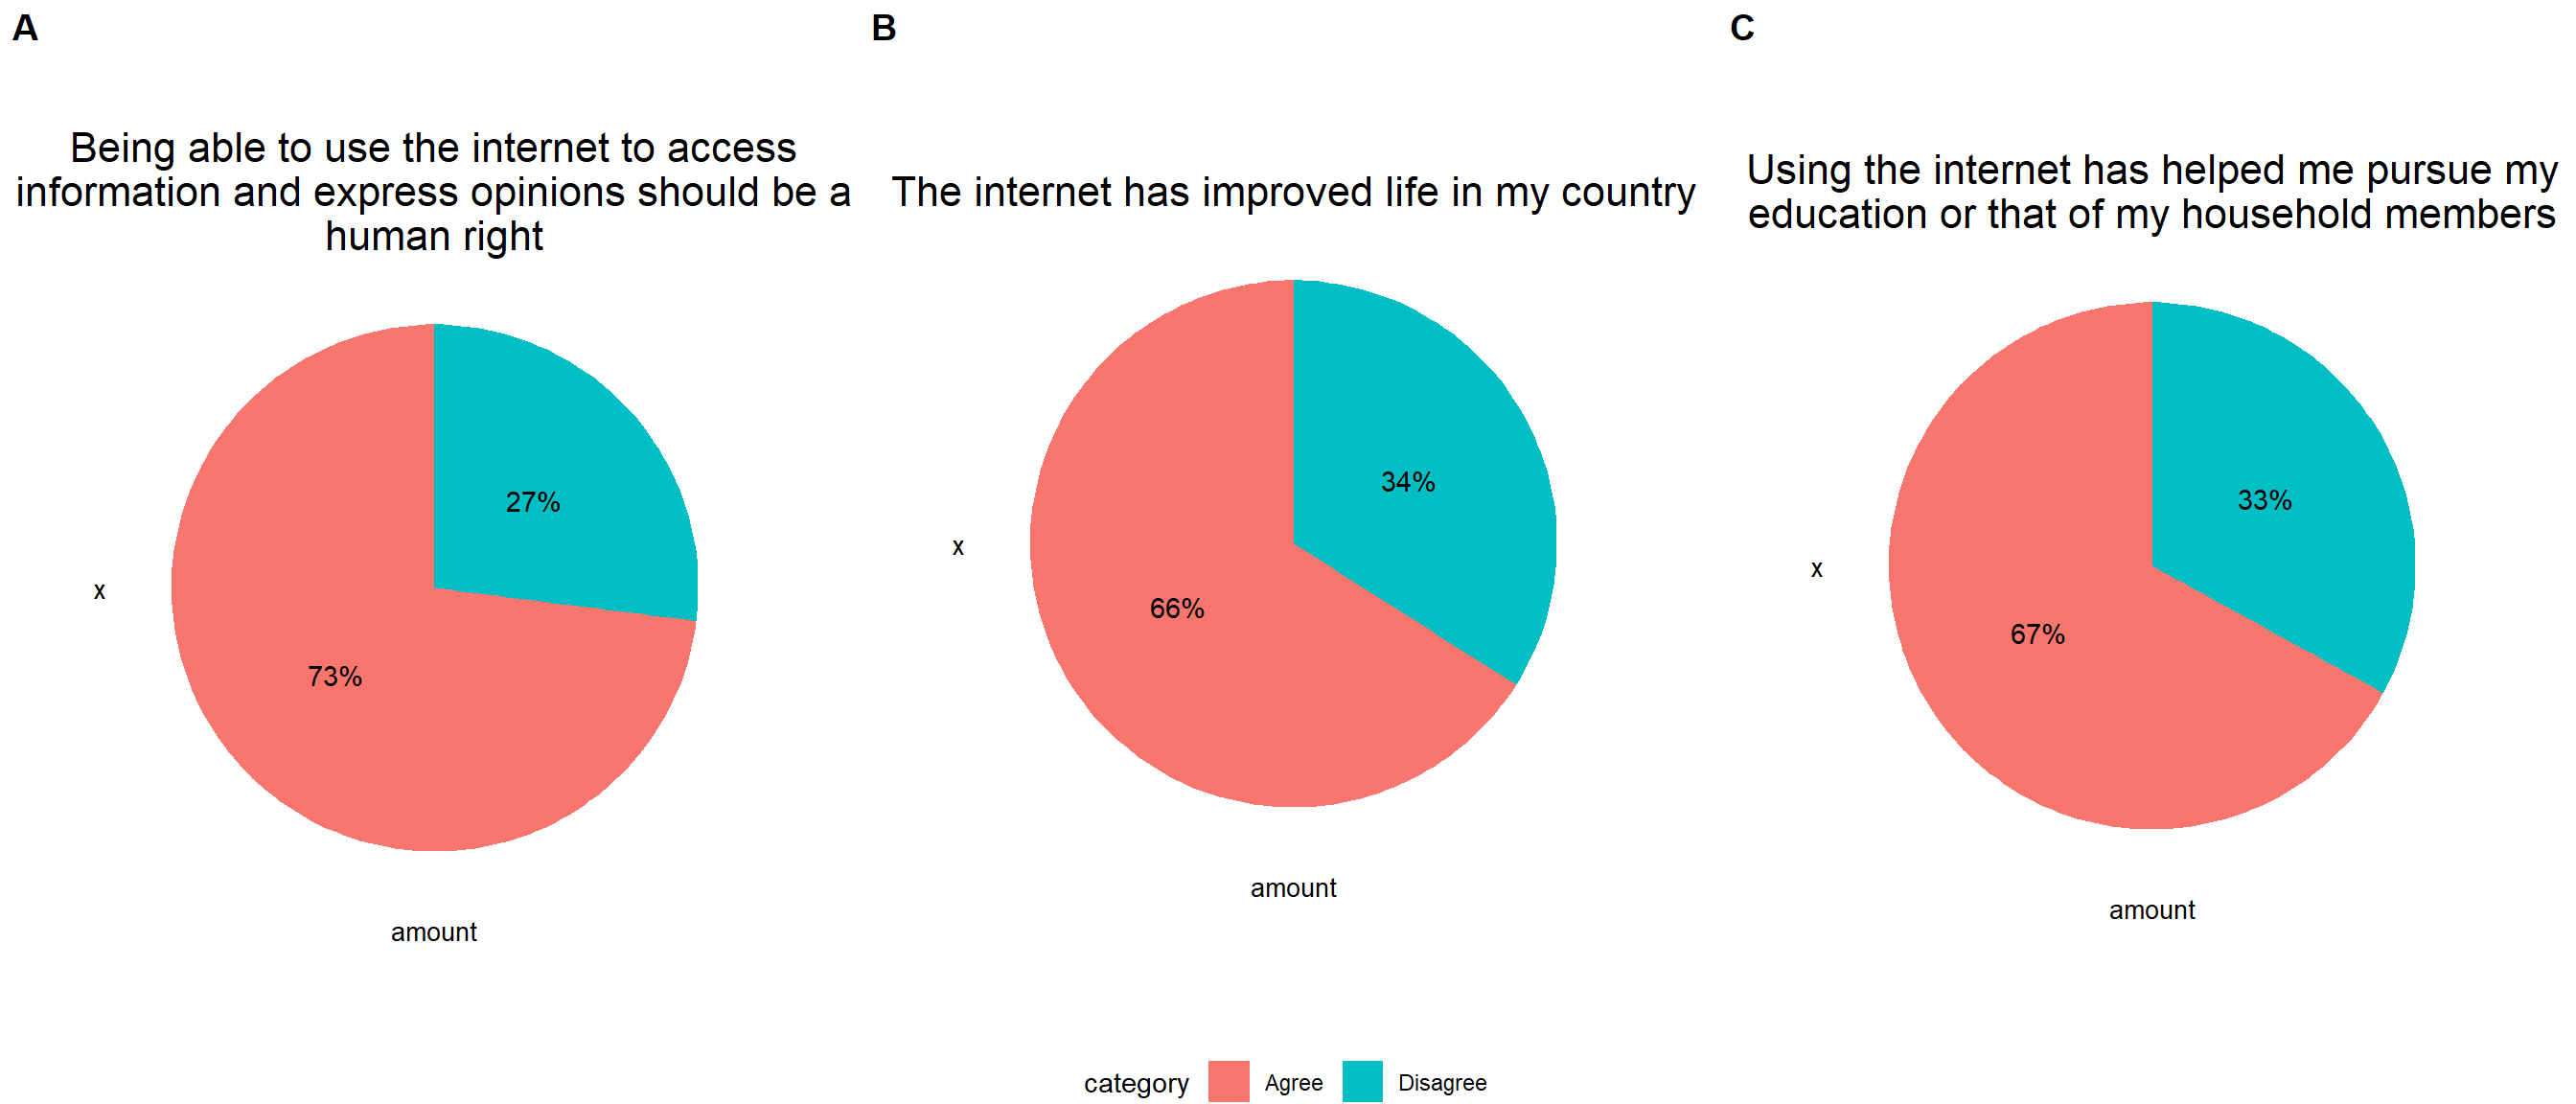 A
Being able to use the internet to access
information and express opinions should be a
human right
27%
73%
x
amount
B
The internet has improved life in my country
34%
66%
x
amount
C
Using the internet has helped me pursue my
education or that of my household members
33%
67%
x
amount
category Agree Disagree